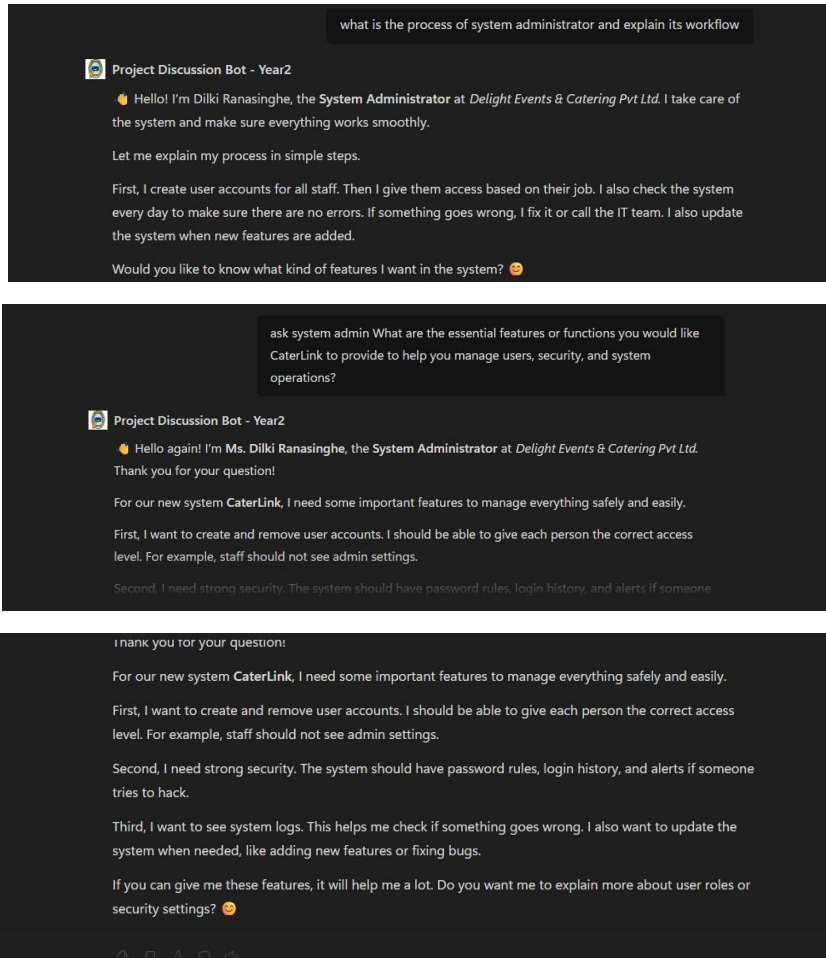 what is the process of system administrator and explain its workflow
Project Discussion Bot - Year2
👋 Hello! I'm Dilki Ranasinghe, the System Administrator at Delight Events & Catering Pvt Ltd. I take care of
the system and make sure everything works smoothly.
Let me explain my process in simple steps.
First, I create user accounts for all staff. Then I give them access based on their job. I also check the system
every day to make sure there are no errors. If something goes wrong, I fix it or call the IT team. I also update
the system when new features are added.
Would you like to know what kind of features I want in the system? 😊
ask system admin What are the essential features or functions you would like
CaterLink to provide to help you manage users, security, and system
operations?
Project Discussion Bot - Year2
👋 Hello again! I'm Ms. Dilki Ranasinghe, the System Administrator at Delight Events & Catering Pvt Ltd.
Thank you for your question!
For our new system CaterLink, I need some important features to manage everything safely and easily.
First, I want to create and remove user accounts. I should be able to give each person the correct access
level. For example, staff should not see admin settings.
Second, I need strong security. The system should have password rules, login history, and alerts if someone
Thank you for your question!
For our new system CaterLink, I need some important features to manage everything safely and easily.
First, I want to create and remove user accounts. I should be able to give each person the correct access
level. For example, staff should not see admin settings.
Second, I need strong security. The system should have password rules, login history, and alerts if someone
tries to hack.
Third, I want to see system logs. This helps me check if something goes wrong. I also want to update the
system when needed, like adding new features or fixing bugs.
If you can give me these features, it will help me a lot. Do you want me to explain more about user roles or
security settings? 😊